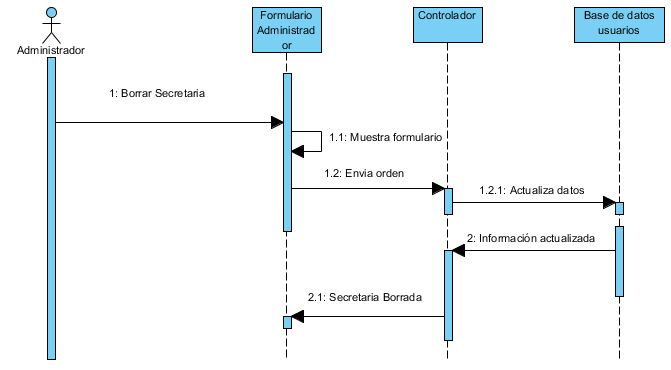 Administrador
Formulario
Administrad
or
Controlador
Base de datos
usuarios
1: Borrar Secretaria
1.1: Muestra formulario
1.2: Envia orden
1.2.1: Actualiza datos
2: Información actualizada
2.1: Secretaria Borrada